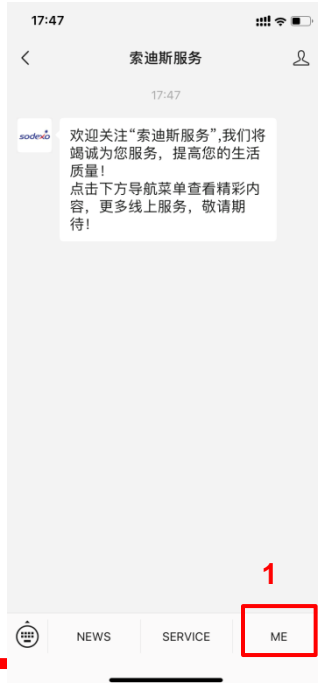 17:47
索迪斯服务
17:47
sodexo
欢迎关注“索迪斯服务”,我们将
竭诚为您服务，提高您的生活
质量！
点击下方导航菜单查看精彩内
容，更多线上服务，敬请期
待！
1
NEWS
SERVICE
ME